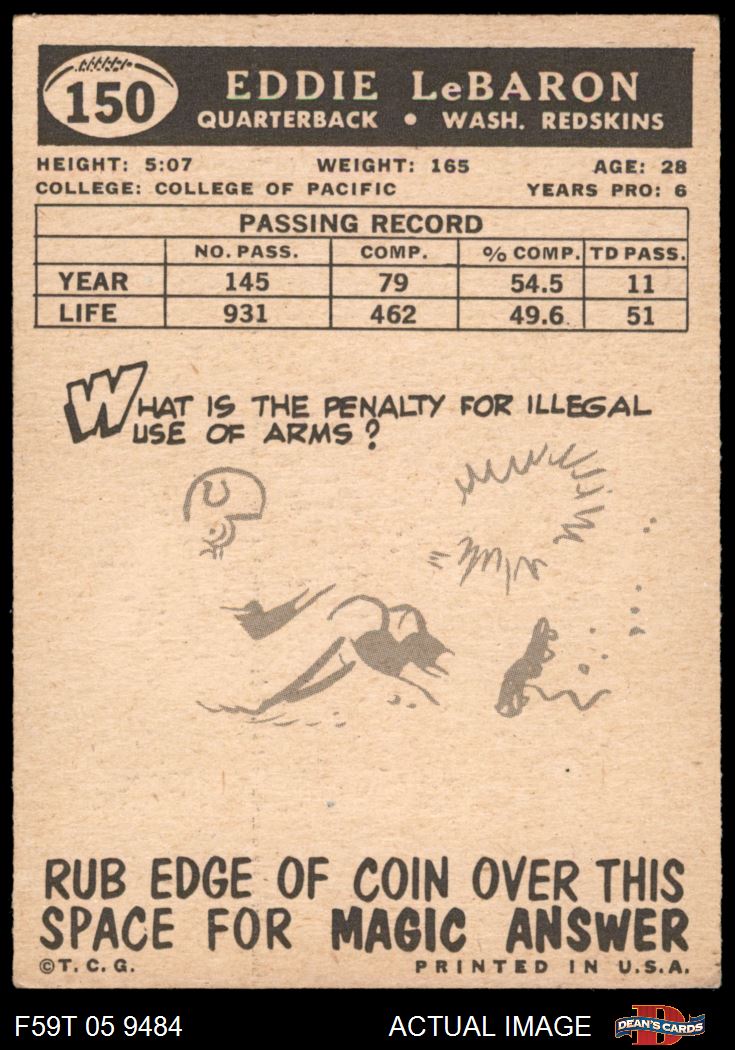 150
EDDIE LeBARON
QUARTERBACK • WASH. REDSKINS
HEIGHT: 5:07 WEIGHT: 165 AGE: 28
COLLEGE: COLLEGE OF PACIFIC YEARS PRO: 6
PASSING RECORD
NO. PASS. COMP. % COMP. TD PASS.
YEAR 145 79 54.5 11
LIFE 931 462 49.6 51
WHAT IS THE PENALTY FOR ILLEGAL
USE OF ARMS?
RUB EDGE OF COIN OVER THIS
SPACE FOR MAGIC ANSWER
©T. C. G. PRINTED IN U.S.A.
F59T 05 9484 ACTUAL IMAGE D DEAN'S CARDS